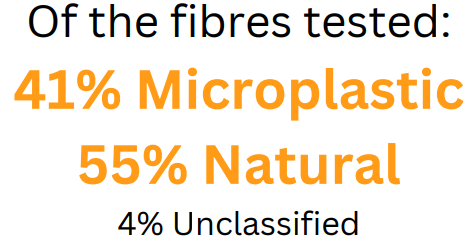 Of the fibres tested:
41% Microplastic
55% Natural
4% Unclassified